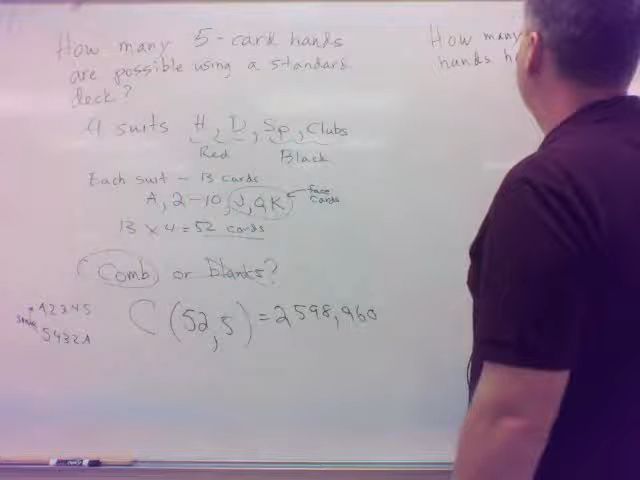 How many 5-card hands
are possible using a standard
deck?
4 suits H, D, Sp, Clubs
Red Black
Each suit - 13 cards
A, 2-10, J, Q K face cards
13 x 4 = 52 cards
Comb or blanks?
C (52, 5) = 2598,960
A2345
same
5432A
How many
hands h